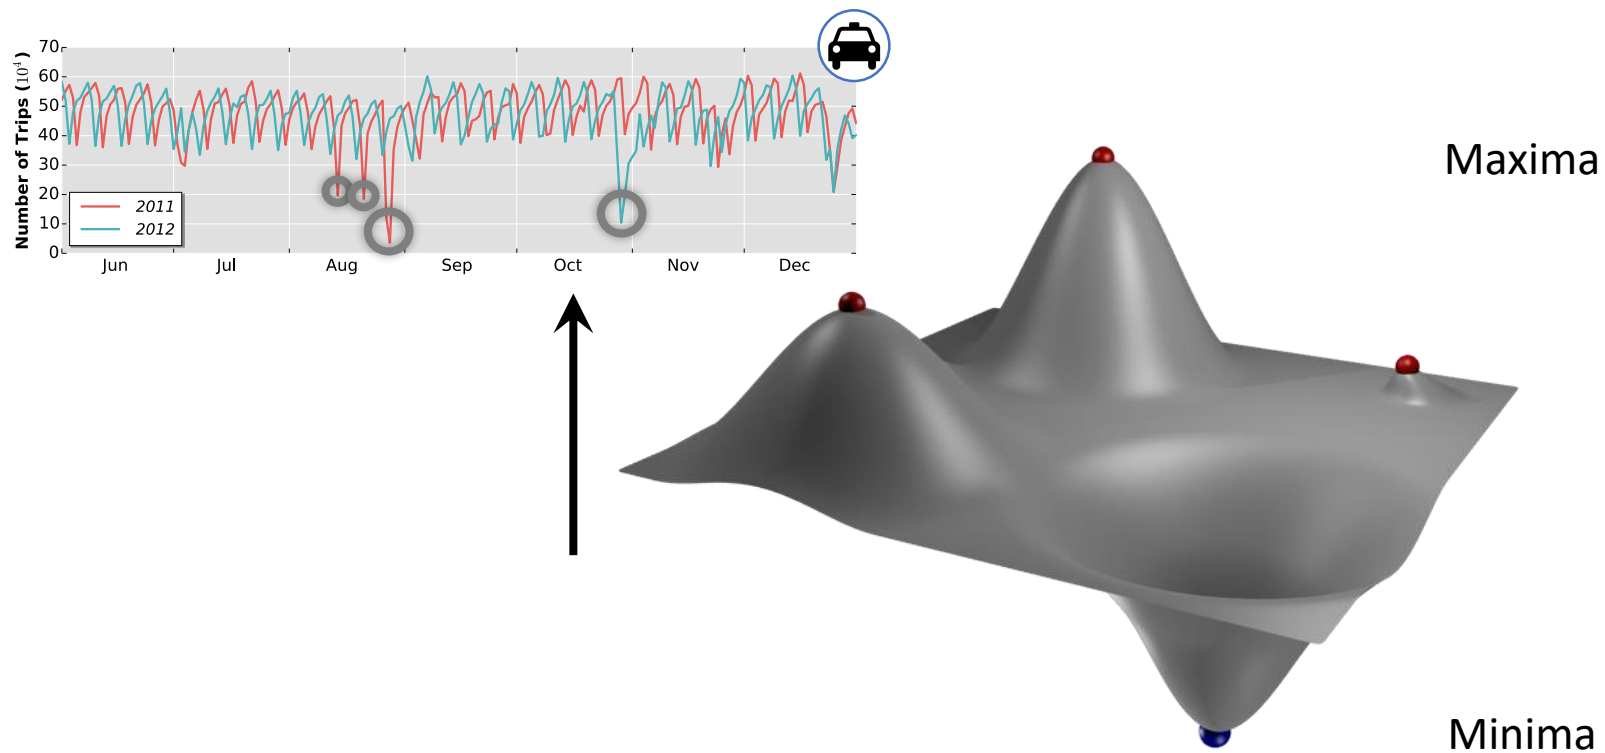 Number of Trips (10⁴)
70
60
50
40
30
20
10
0
2011
2012
Jun Jul Aug Sep Oct Nov Dec
Maxima
Minima